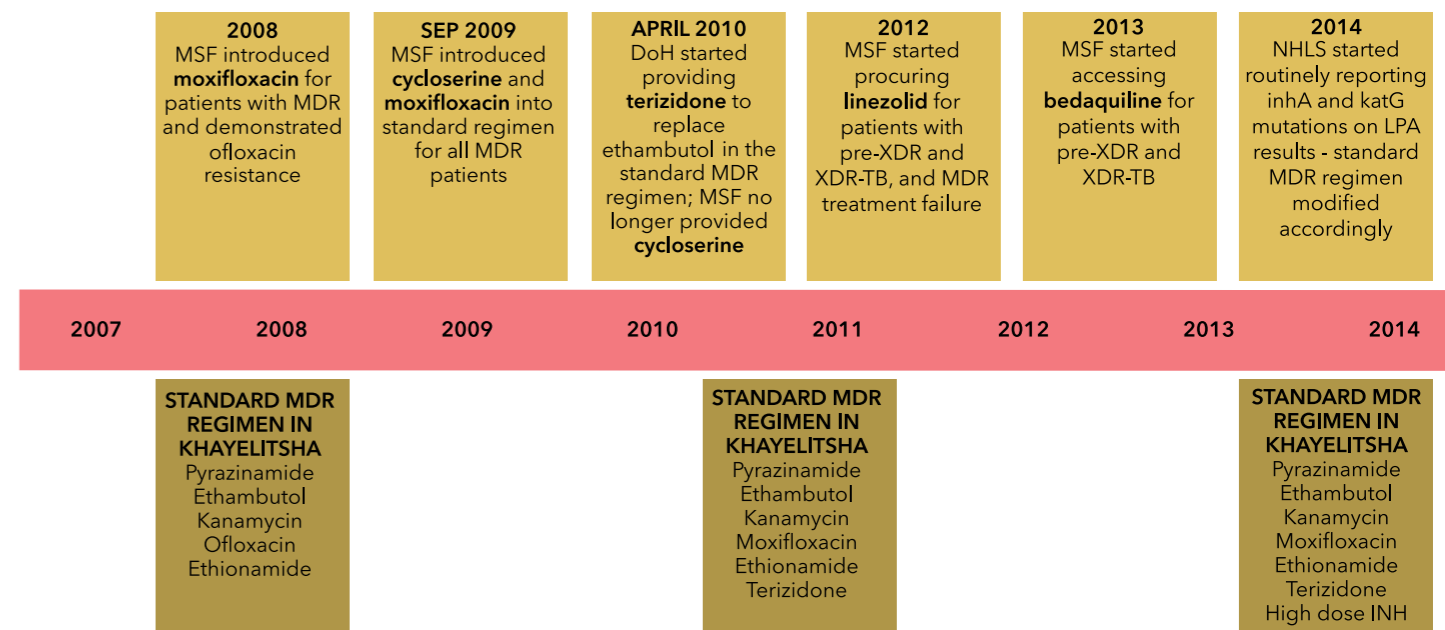 2008
MSF introduced
moxifloxacin for
patients with MDR
and demonstrated
ofloxacin
resistance
SEP 2009
MSF introduced
cycloserine and
moxifloxacin into
standard regimen
for all MDR
patients
APRIL 2010
DoH started
providing
terizidone to
replace
ethambutol in the
standard MDR
regimen; MSF no
longer provided
cycloserine
2012
MSF started
procuring
linezolid for
patients with
pre-XDR and
XDR-TB, and MDR
treatment failure
2013
MSF started
accessing
bedaquiline for
patients with
pre-XDR and
XDR-TB
2014
NHLS started
routinely reporting
inhA and katG
mutations on LPA
results - standard
MDR regimen
modified
accordingly
2007 2008 2009 2010 2011 2012 2013 2014
STANDARD MDR
REGIMEN IN
KHAYELITSHA
Pyrazinamide
Ethambutol
Kanamycin
Ofloxacin
Ethionamide
STANDARD MDR
REGIMEN IN
KHAYELITSHA
Pyrazinamide
Ethambutol
Kanamycin
Moxifloxacin
Ethionamide
Terizidone
STANDARD MDR
REGIMEN IN
KHAYELITSHA
Pyrazinamide
Ethambutol
Kanamycin
Moxifloxacin
Ethionamide
Terizidone
High dose INH